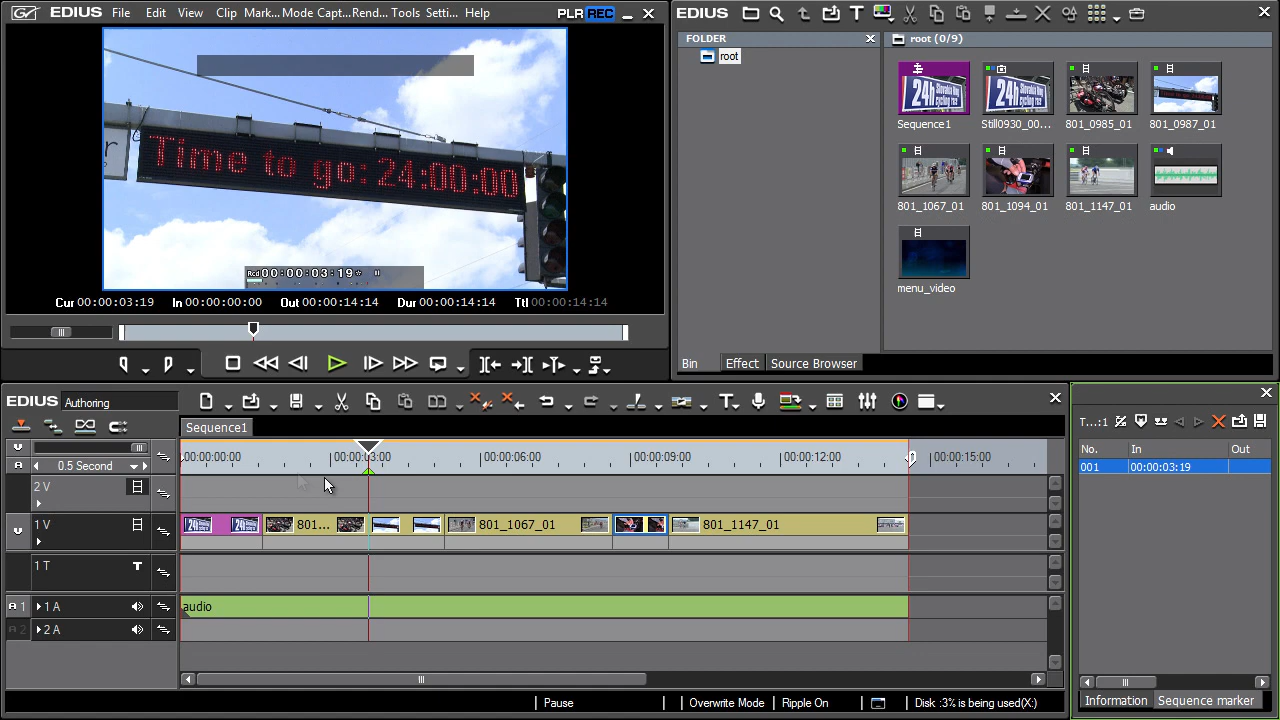 EDIUS File Edit View Clip Mark... Mode Capt... Rend... Tools Setti... Help PLR REC
Time to go:24:00:00
Rcd 00:00:03:19
Cur 00:00:03:19 In 00:00:00:00 Out 00:00:14:14 Dur 00:00:14:14 Ttl 00:00:14:14
EDIUS
FOLDER
root
root (0/9)
24h
24h
Sequence1 Still0930_00... 801_0985_01 801_0987_01
801_1067_01 801_1094_01 801_1147_01 audio
menu_video
Bin Effect Source Browser
EDIUS Authoring
Sequence1
0.5 Second
00:00:00:00 00:00:03:00 00:00:06:00 00:00:09:00 00:00:12:00 00:00:15:00
2 V
1 V 801... 801_1067_01 801_1147_01
1 T T
A 1 1 A audio
A 2 2 A
Pause Overwrite Mode Ripple On Disk :3% is being used(X:)
T...:1
No. In Out
001 00:00:03:19
Information Sequence marker